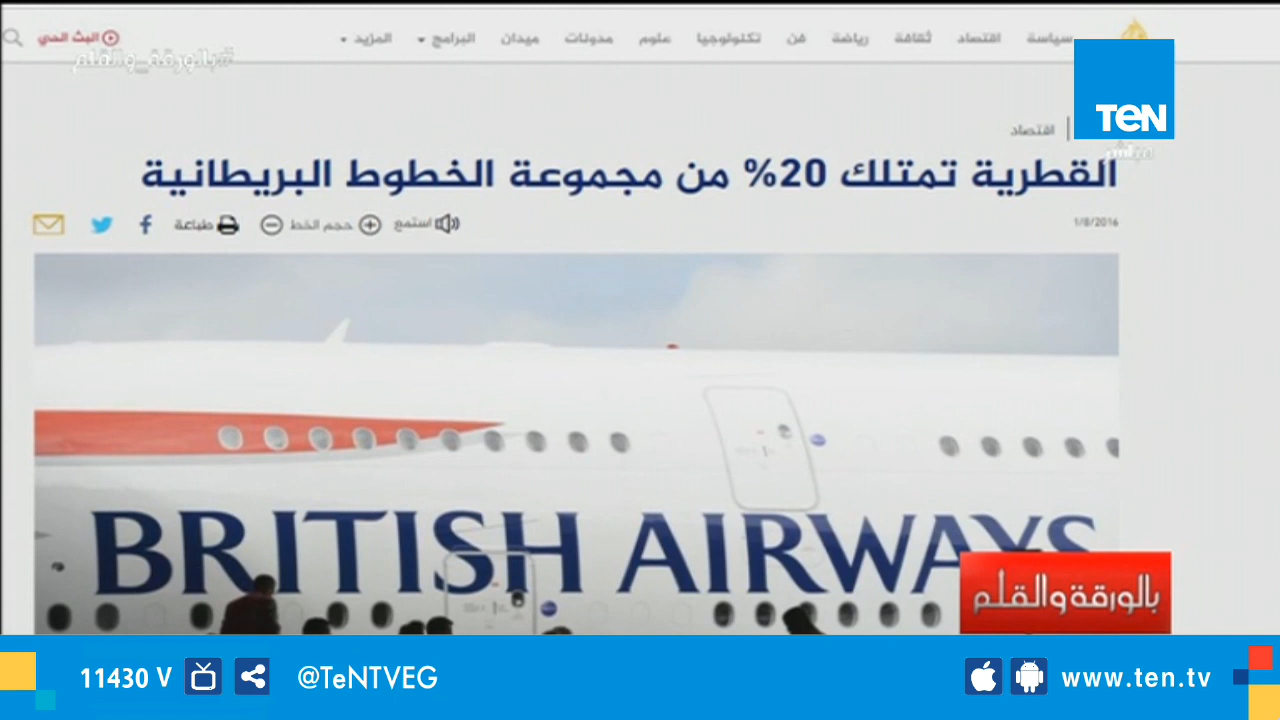 سياسة اقتصاد ثقافة رياضة فن تكنولوجيا علوم مدونات ميدان البرامج المزيد البث الحي
#بالورقة_والقلم
TEN
مباشر
اقتصاد
القطرية تمتلك 20% من مجموعة الخطوط البريطانية
1/8/2016
استمع حجم الخط طباعة
BRITISH AIRWAYS
بالورقة والقلم
11430 V @TeNTVEG www.ten.tv